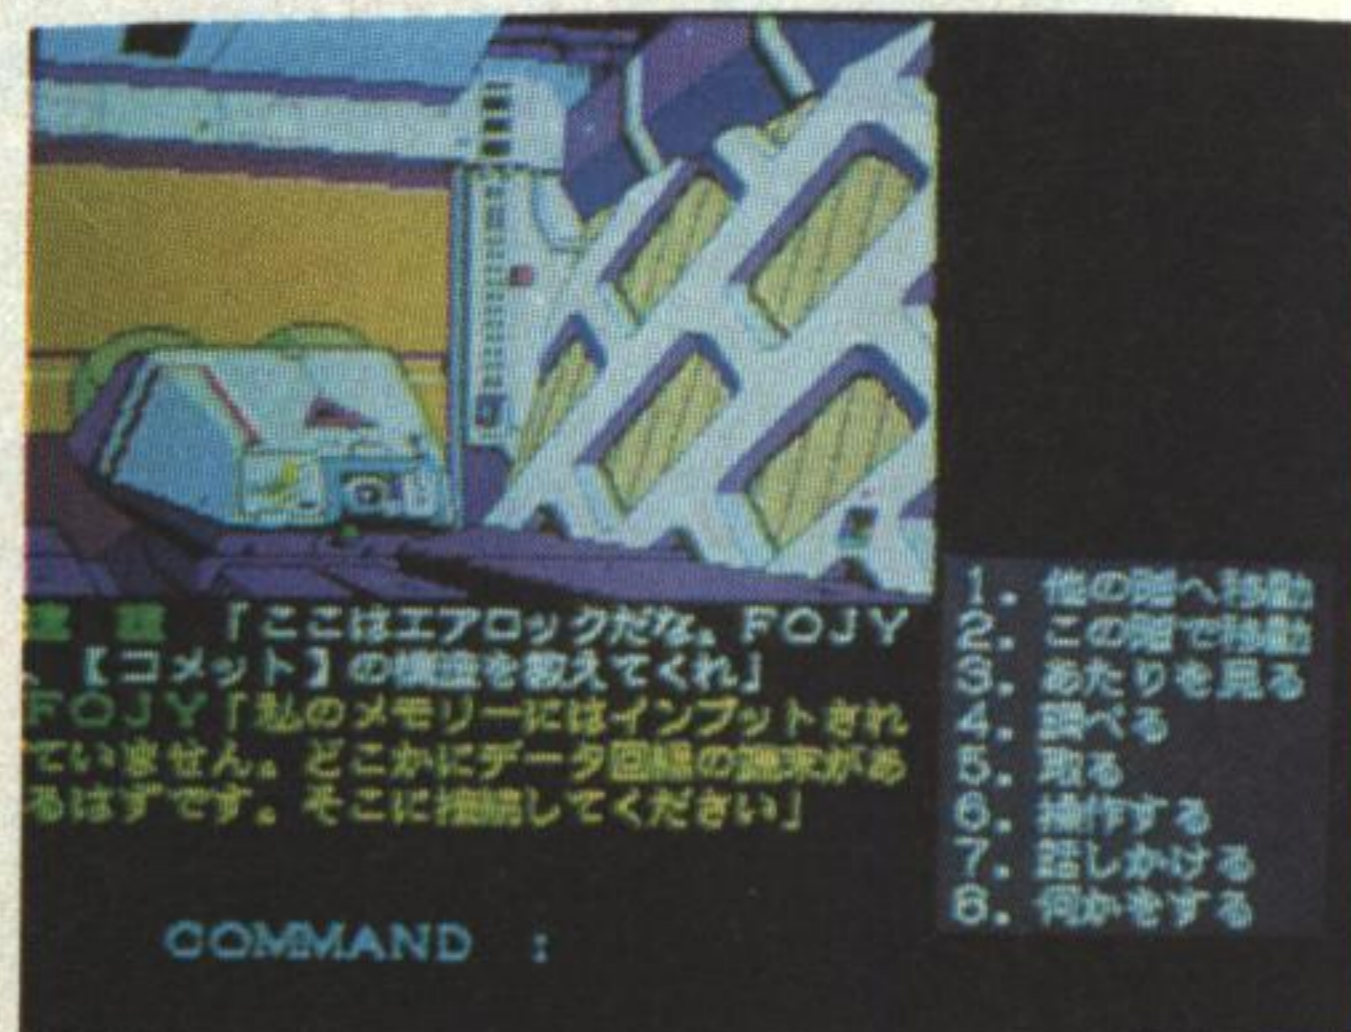 「ここはエアロックだな。FOJY
、【コメット】の構造を教えてくれ」
FOJY「私のメモリーにはインプットされ
ていません。どこかにデータ回線の端末があ
るはずです。そこに接続してください」
COMMAND :
1. 他の階へ移動
2. この階で移動
3. あたりを見る
4. 調べる
5. 取る
6. 操作する
7. 話しかける
8. 何かをする